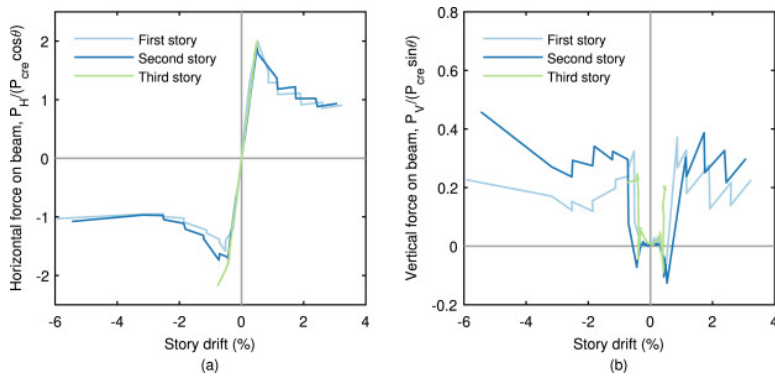 2
1
0
-1
-2
-6
-4
-2
0
2
4
Horizontal force on beam, P_H/(P_cre cosθ)
First story
Second story
Third story
Story drift (%)
(a)
0.8
0.6
0.4
0.2
0
-0.2
-6
-4
-2
0
2
4
Vertical force on beam, P_V/(P_cre sinθ)
First story
Second story
Third story
Story drift (%)
(b)